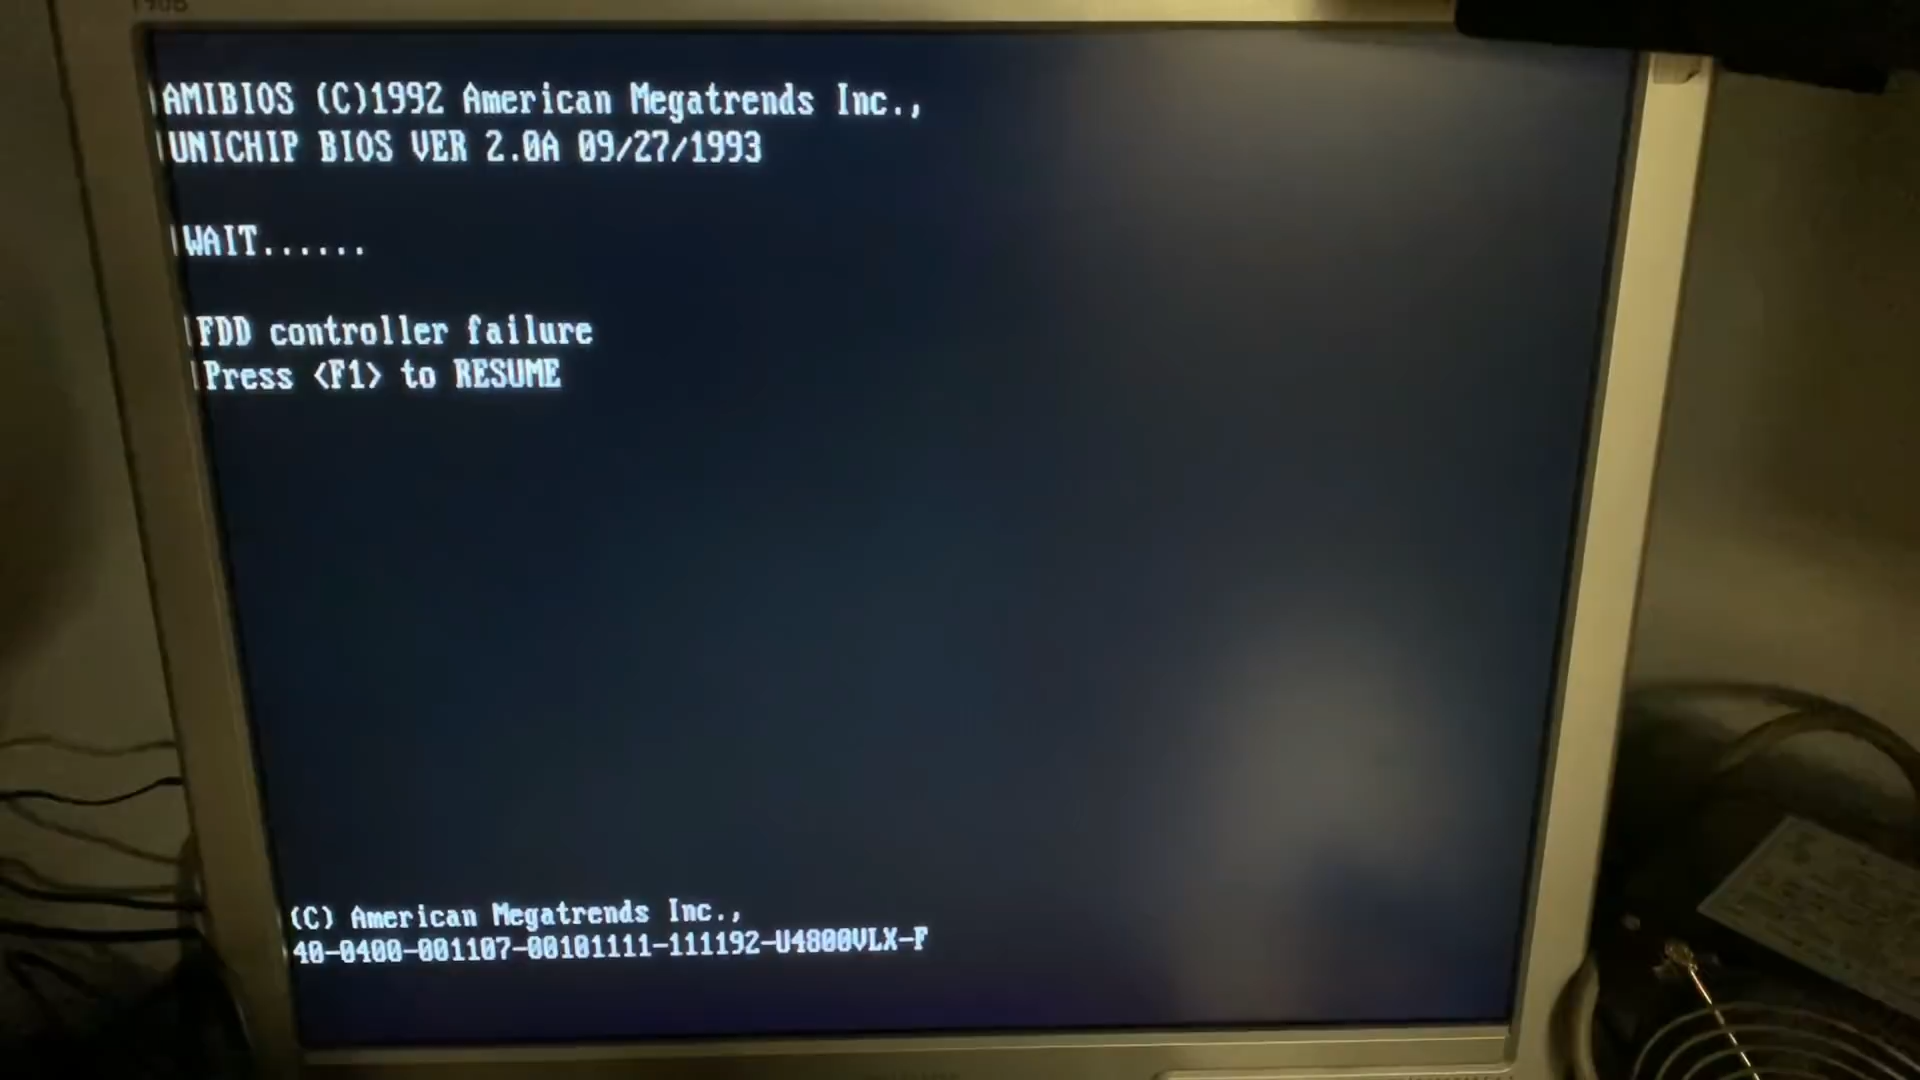 190B
AMIBIOS (C)1992 American Megatrends Inc.,
UNICHIP BIOS VER 2.0A 09/27/1993
WAIT......
FDD controller failure
Press <F1> to RESUME
(C) American Megatrends Inc.,
40-0400-001107-00101111-111192-U4800VLX-F